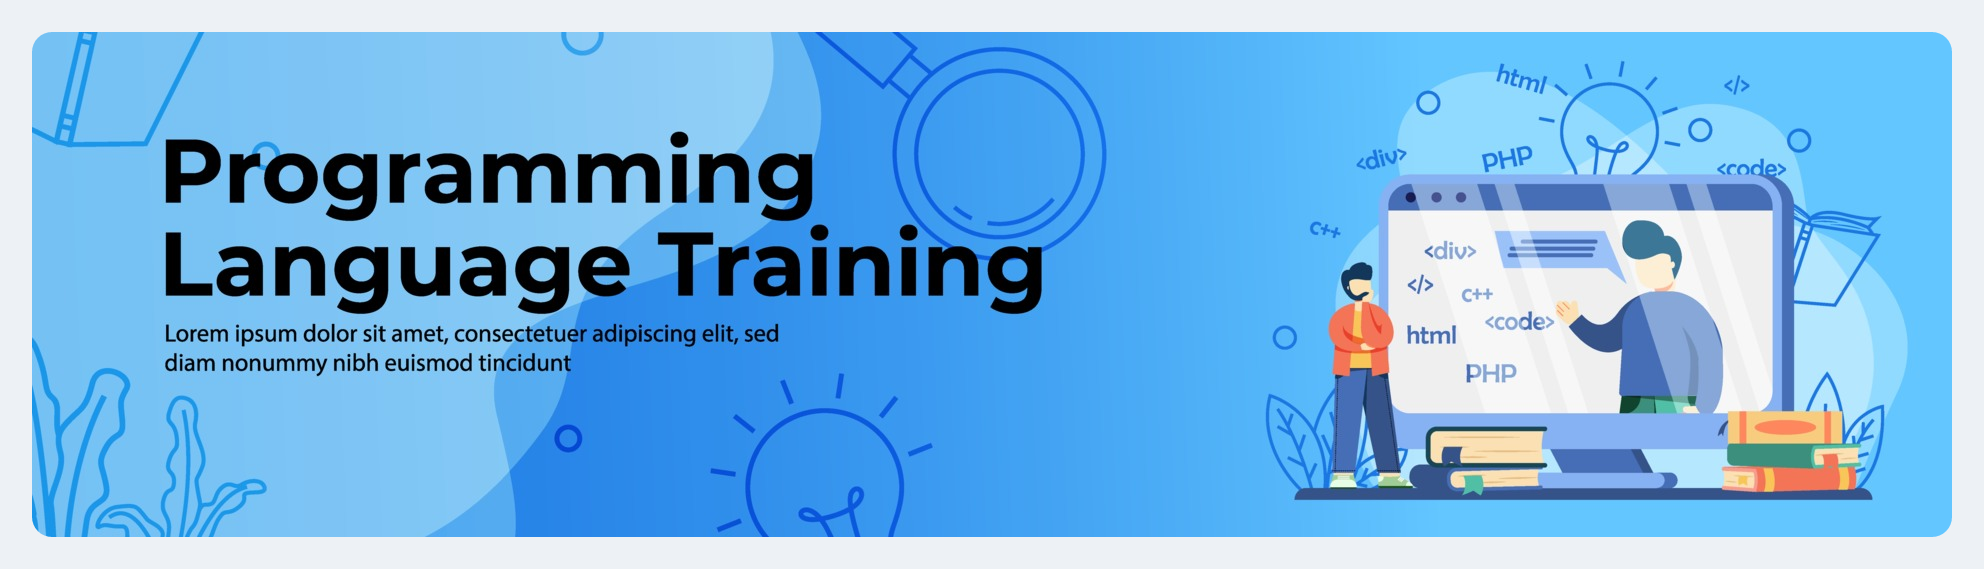 Programming
Language Training
Lorem ipsum dolor sit amet, consectetuer adipiscing elit, sed
diam nonummy nibh euismod tincidunt
html
</>
<div>
PHP
<code>
c++
<div>
</>
c++
<code>
html
PHP